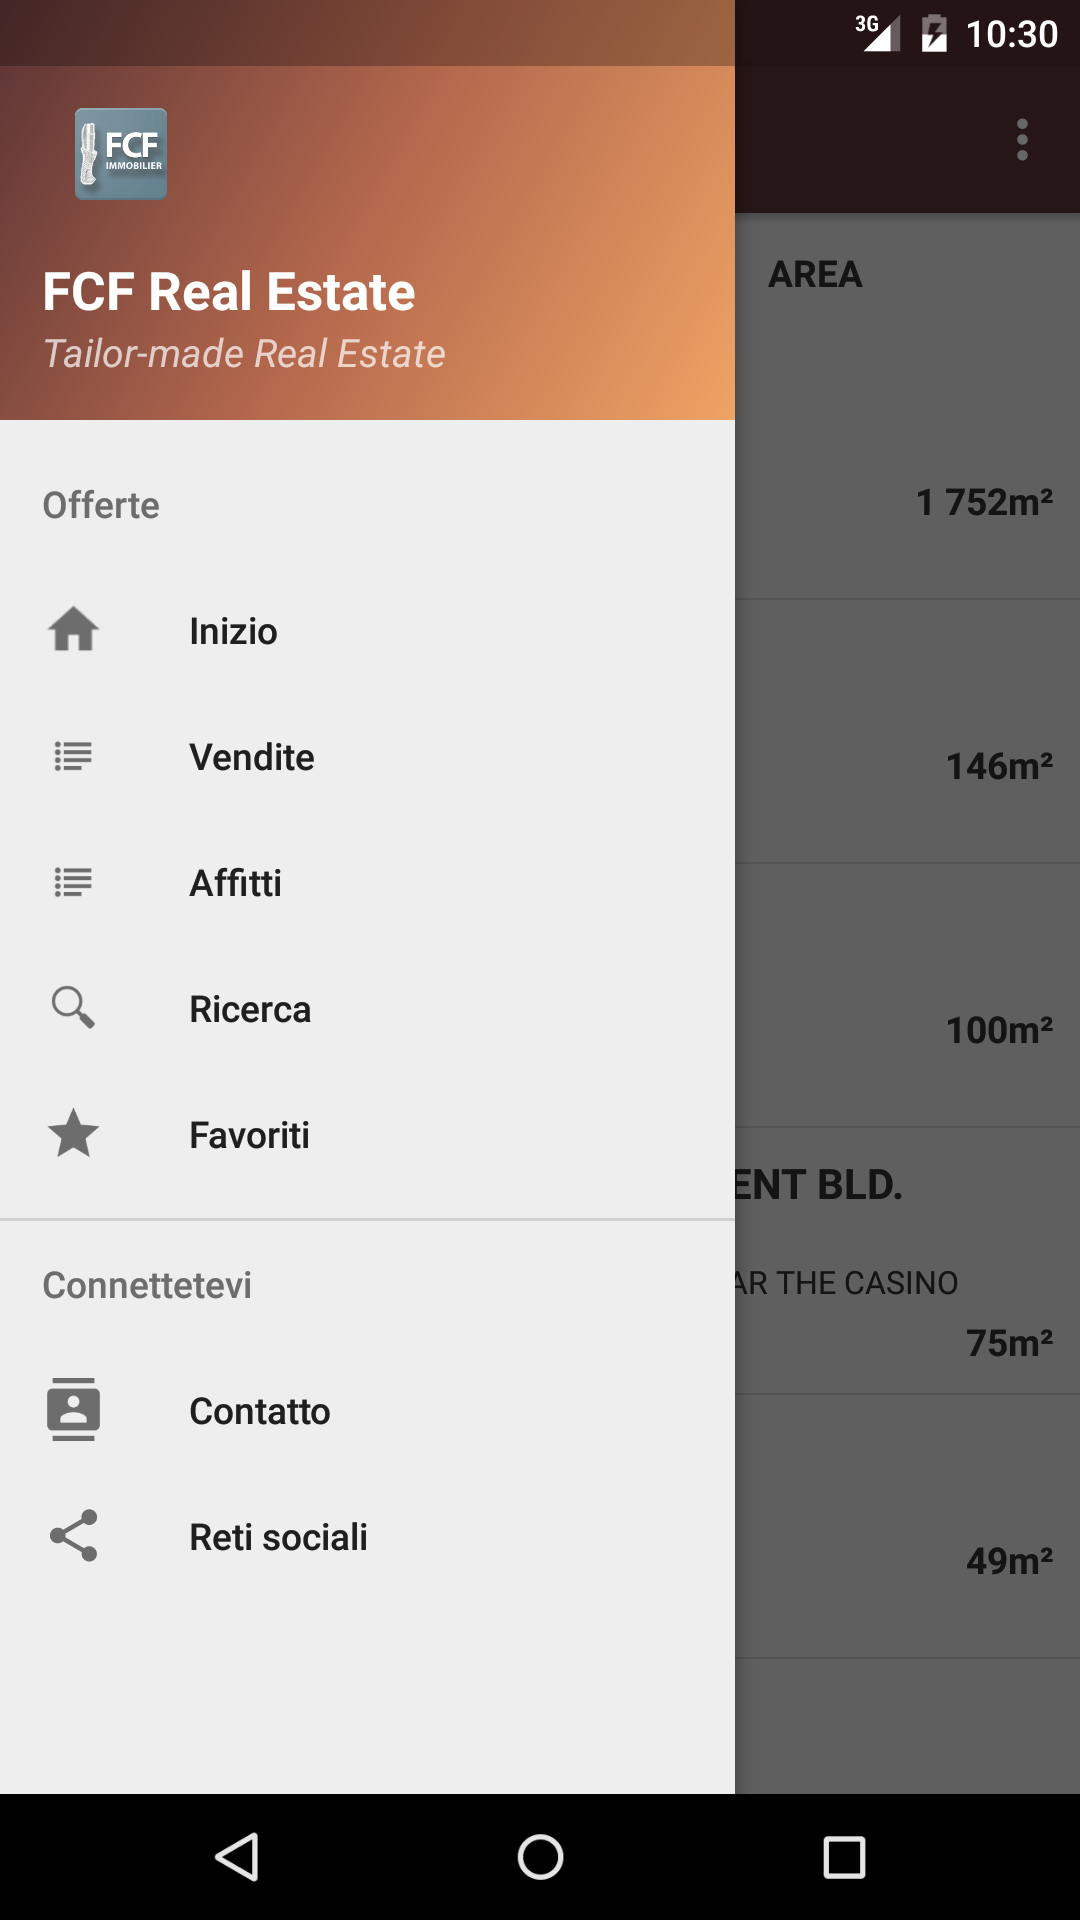 3G 10:30
FCF
IMMOBILIER
FCF Real Estate
Tailor-made Real Estate
AREA
Offerte
1 752m²
Inizio
Vendite
146m²
Affitti
Ricerca
100m²
Favoriti
ENT BLD.
Connettetevi
AR THE CASINO
75m²
Contatto
Reti sociali
49m²